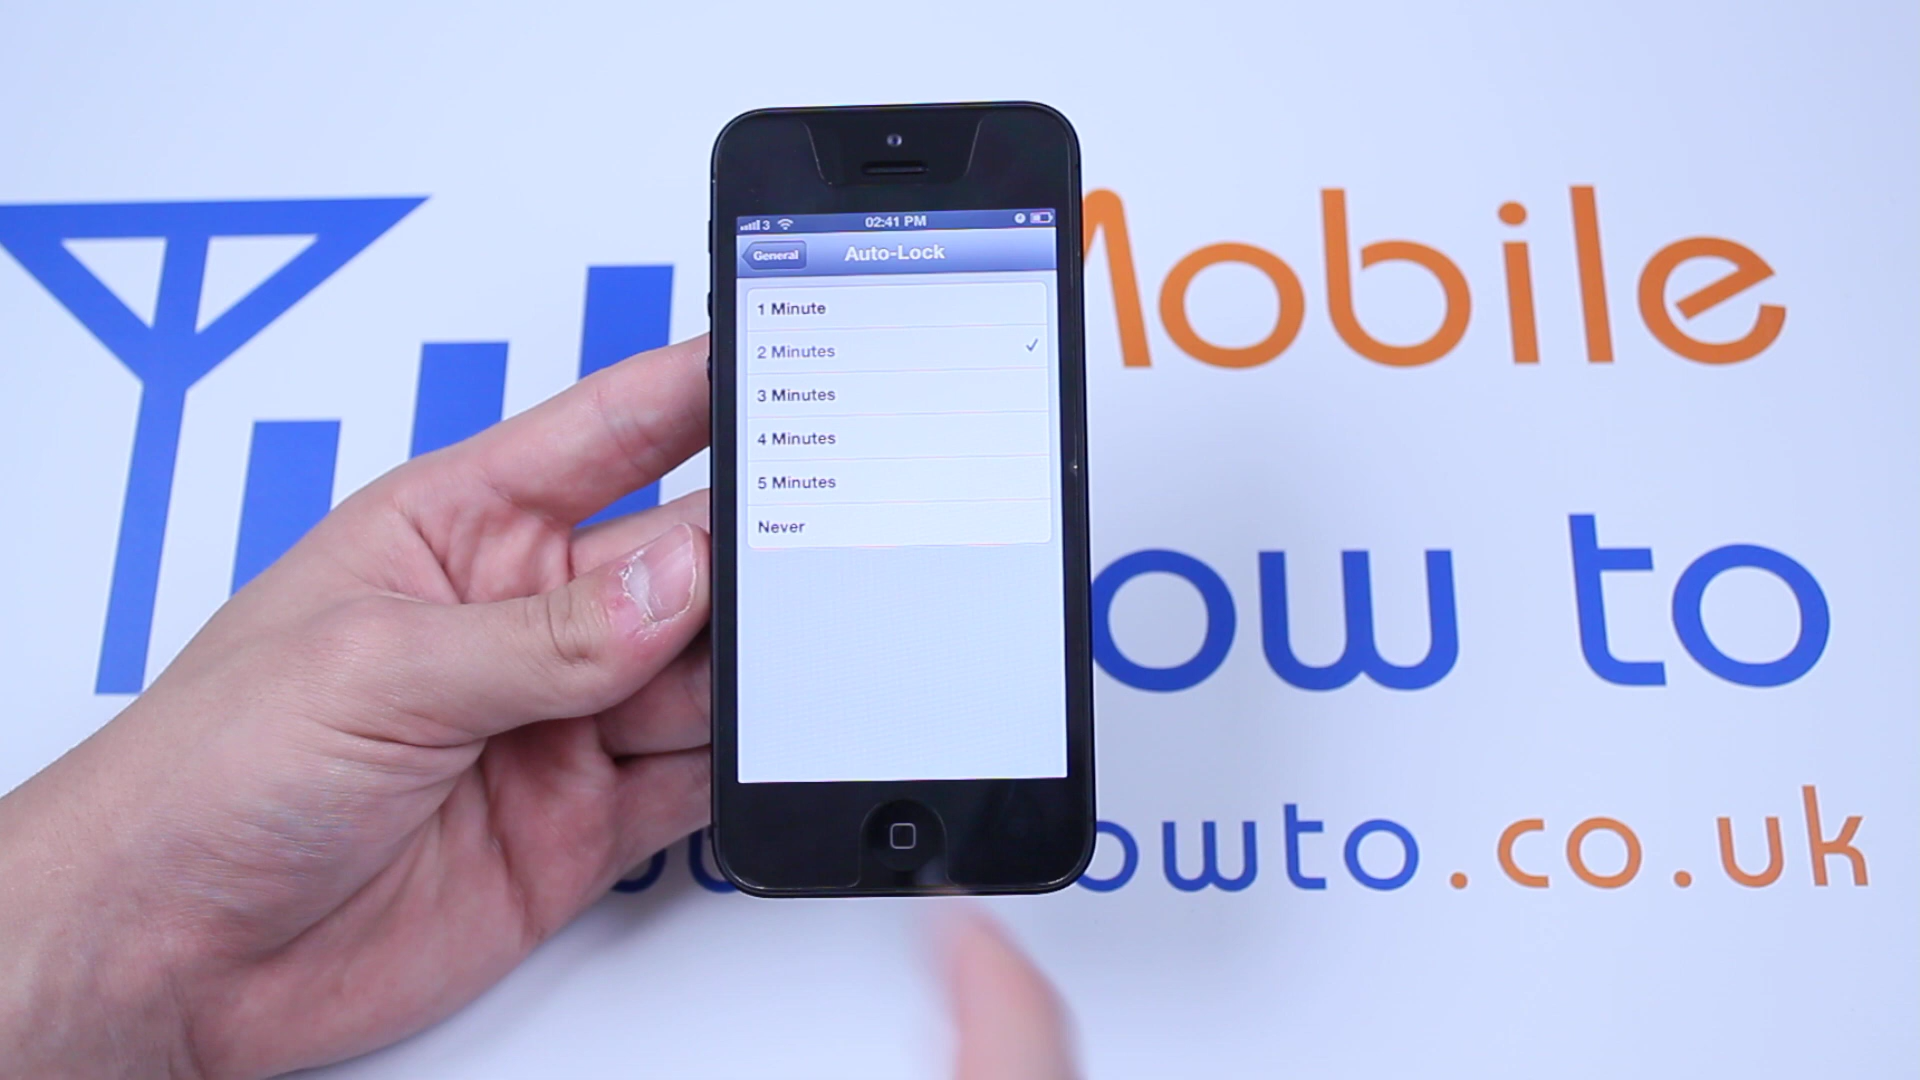 3 02:41 PM
General Auto-Lock
1 Minute
2 Minutes
3 Minutes
4 Minutes
5 Minutes
Never
Mobile
ow to
owto.co.uk